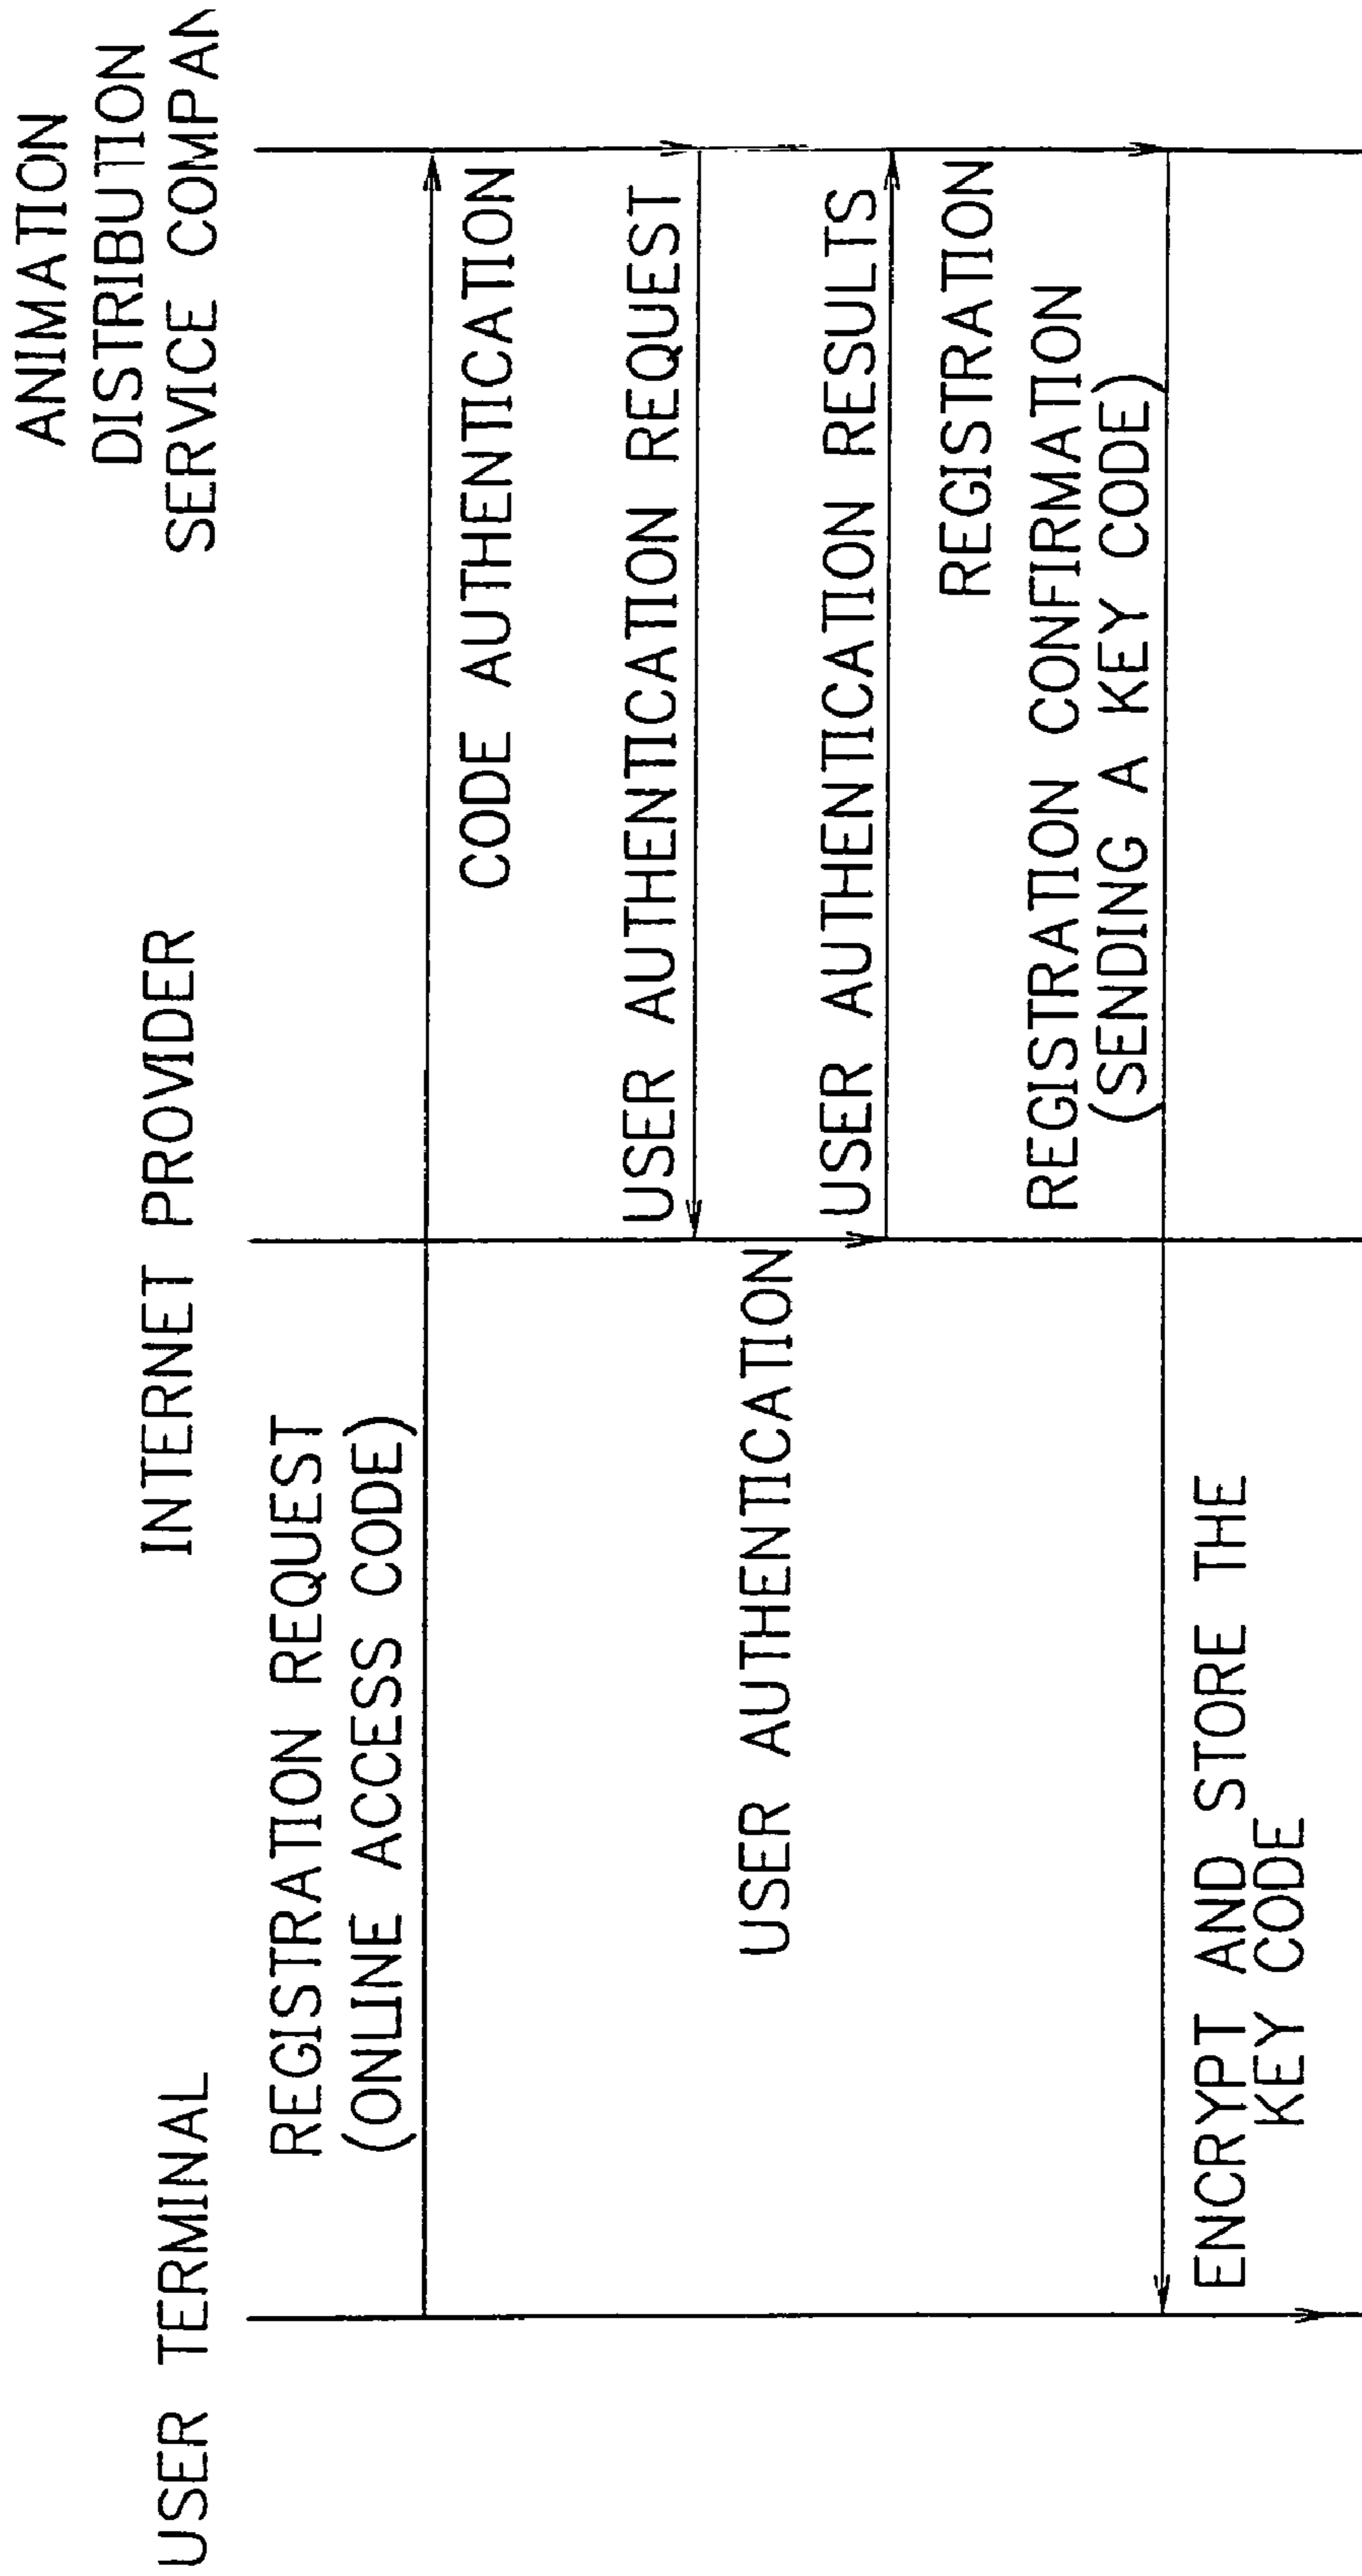 USER TERMINAL
INTERNET PROVIDER
ANIMATION
DISTRIBUTION
SERVICE
REGISTRATION REQUEST
(ONLINE ACCESS CODE)
CODE AUTHENTICATION
USER AUTHENTICATION REQUEST
USER AUTHENTICATION
USER AUTHENTICATION RESULTS
REGISTRATION
REGISTRATION CONFIRMATION
(SENDING A KEY CODE)
ENCRYPT AND STORE THE
KEY CODE